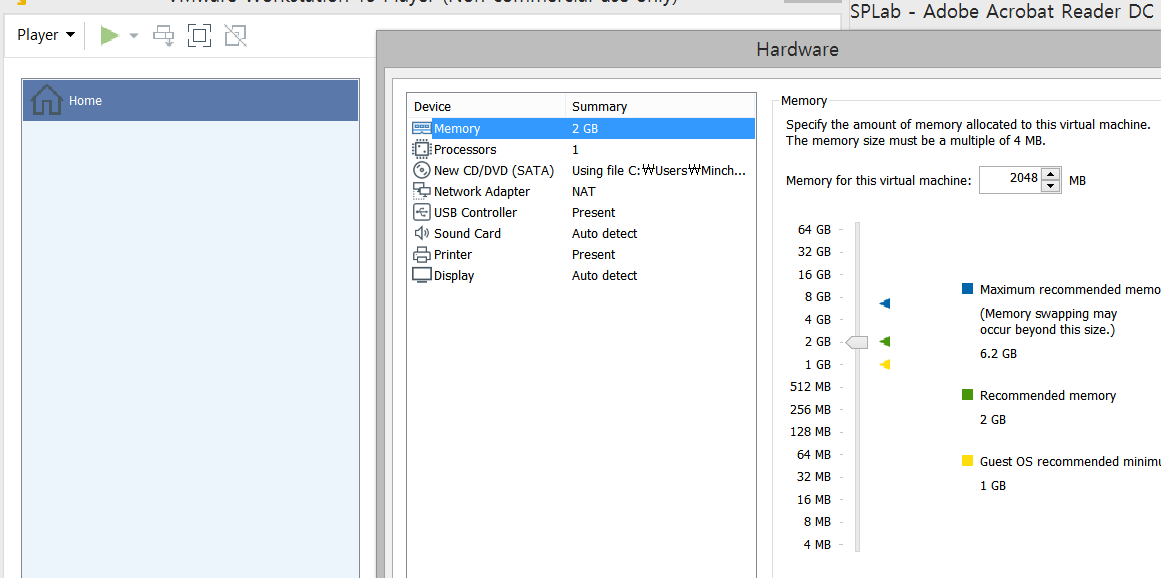 VMware Workstation 15 Player (Non-commercial use only)
SPLab - Adobe Acrobat Reader DC
Player
Hardware
Home
Device Summary
Memory 2 GB
Processors 1
New CD/DVD (SATA) Using file C:₩Users₩Minch...
Network Adapter NAT
USB Controller Present
Sound Card Auto detect
Printer Present
Display Auto detect
Memory
Specify the amount of memory allocated to this virtual machine.
The memory size must be a multiple of 4 MB.
Memory for this virtual machine: 2048 MB
64 GB
32 GB
16 GB
8 GB
4 GB
2 GB
1 GB
512 MB
256 MB
128 MB
64 MB
32 MB
16 MB
8 MB
4 MB
Maximum recommended memo
(Memory swapping may
occur beyond this size.)
6.2 GB
Recommended memory
2 GB
Guest OS recommended minimu
1 GB